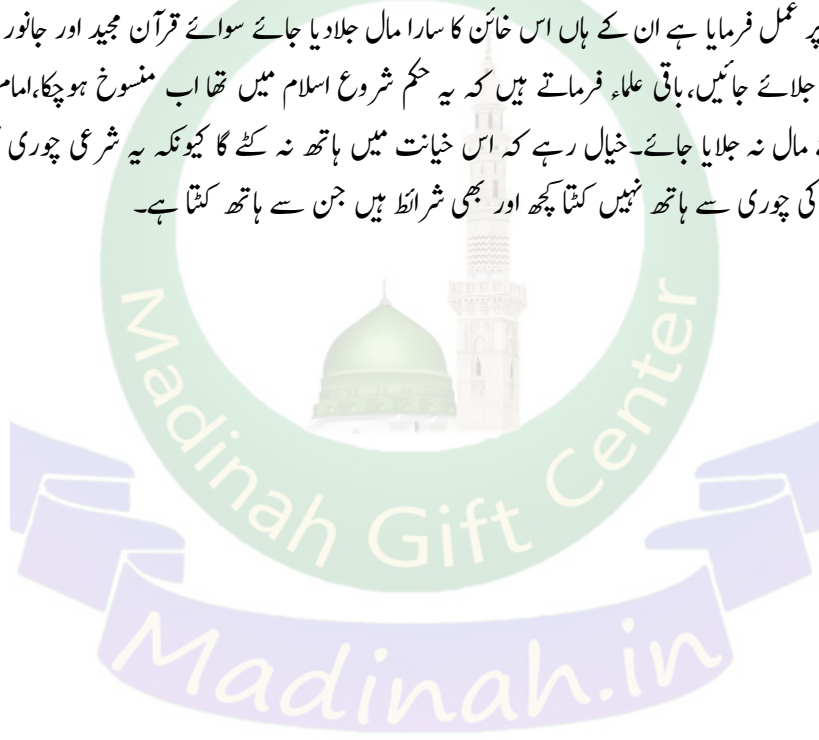 پر عمل فرمایا ہے ان کے ہاں اس خائن کا سارا مال جلادیا جائے سوائے قرآن مجید اور جانور
جلائے جائیں،باقی علماء فرماتے ہیں کہ یہ حکم شروع اسلام میں تھا اب منسوخ ہوچکا،امام
مال نہ جلایا جائے۔خیال رہے کہ اس خیانت میں ہاتھ نہ کٹے گا کیونکہ یہ شرعی چوری
کی چوری سے ہاتھ نہیں کٹتا کچھ اور بھی شرائط ہیں جن سے ہاتھ کٹتا ہے۔
Madinah Gift Center
Madinah.in